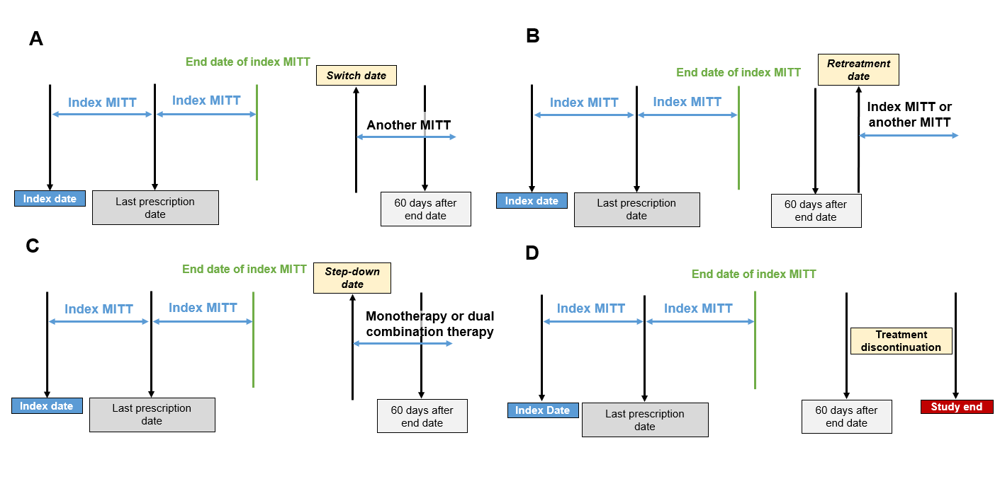 A
End date of index MITT
Switch date
Index MITT
Index MITT
Another MITT
Index date
Last prescription
date
60 days after
end date
B
End date of index MITT
Retreatment
date
Index MITT
Index MITT
Index MITT or
another MITT
Index date
Last prescription
date
60 days after
end date
C
End date of index MITT
Step-down
date
Index MITT
Index MITT
Monotherapy or dual
combination therapy
Index date
Last prescription
date
60 days after
end date
D
End date of index MITT
Index MITT
Index MITT
Treatment
discontinuation
Index Date
Last prescription
date
60 days after
end date
Study end